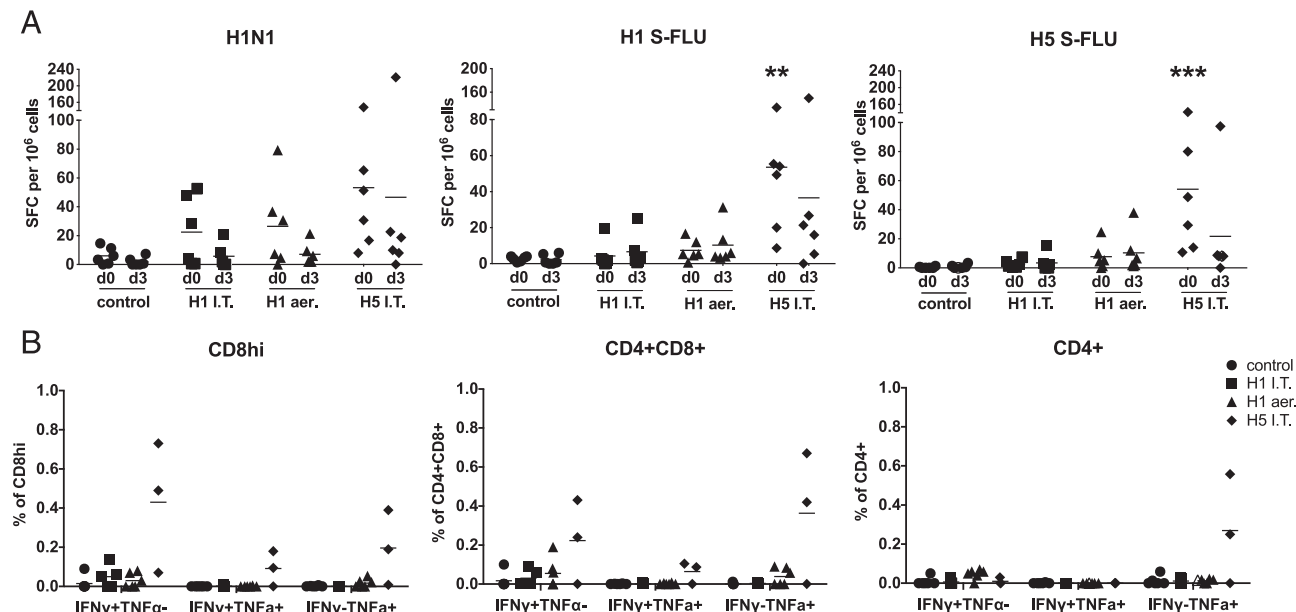 A
H1N1
H1 S-FLU
H5 S-FLU
SFC per 10⁶ cells
240
200
160
120
80
100
80
60
40
20
0
d0 d3 d0 d3 d0 d3 d0 d3
control H1 I.T. H1 aer. H5 I.T.
SFC per 10⁶ cells
200
160
120
80
100
80
60
40
20
0
**
d0 d3 d0 d3 d0 d3 d0 d3
control H1 I.T. H1 aer. H5 I.T.
SFC per 10⁶ cells
240
200
160
120
80
100
80
60
40
20
0
***
d0 d3 d0 d3 d0 d3 d0 d3
control H1 I.T. H1 aer. H5 I.T.
B
CD8hi
CD4+CD8+
CD4+
% of CD8hi
1.0
0.8
0.6
0.4
0.2
0.0
IFNγ+TNFα- IFNγ+TNFa+ IFNγ-TNFa+
% of CD4+CD8+
1.0
0.8
0.6
0.4
0.2
0.0
IFNγ+TNFα- IFNγ+TNFa+ IFNγ-TNFa+
% of CD4+
1.0
0.8
0.6
0.4
0.2
0.0
IFNγ+TNFα- IFNγ+TNFa+ IFNγ-TNFa+
control
H1 I.T.
H1 aer.
H5 I.T.